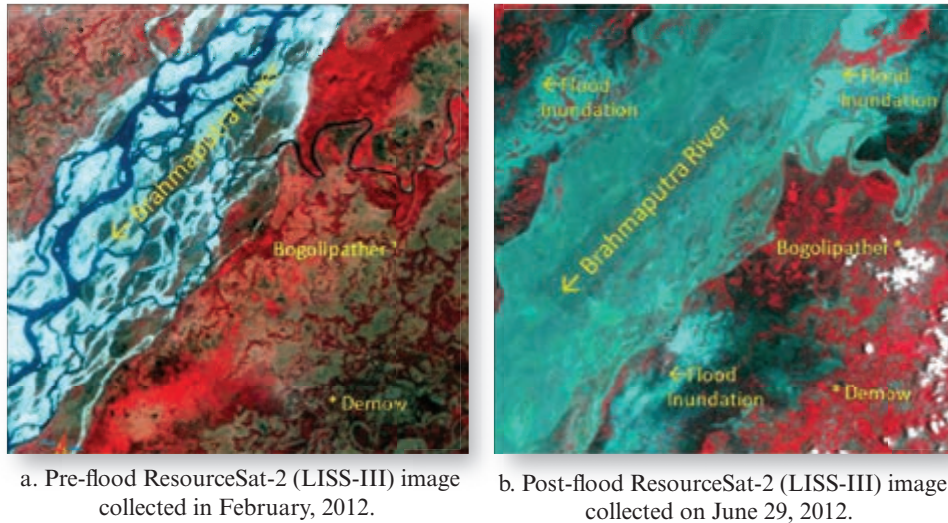 Brahmaputra River
Bogolipather *
* Demow
a. Pre-flood ResourceSat-2 (LISS-III) image
collected in February, 2012.
← Flood
Inundation
← Flood
Inundation
Brahmaputra River
Bogolipather *
← Flood
Inundation
* Demow
b. Post-flood ResourceSat-2 (LISS-III) image
collected on June 29, 2012.